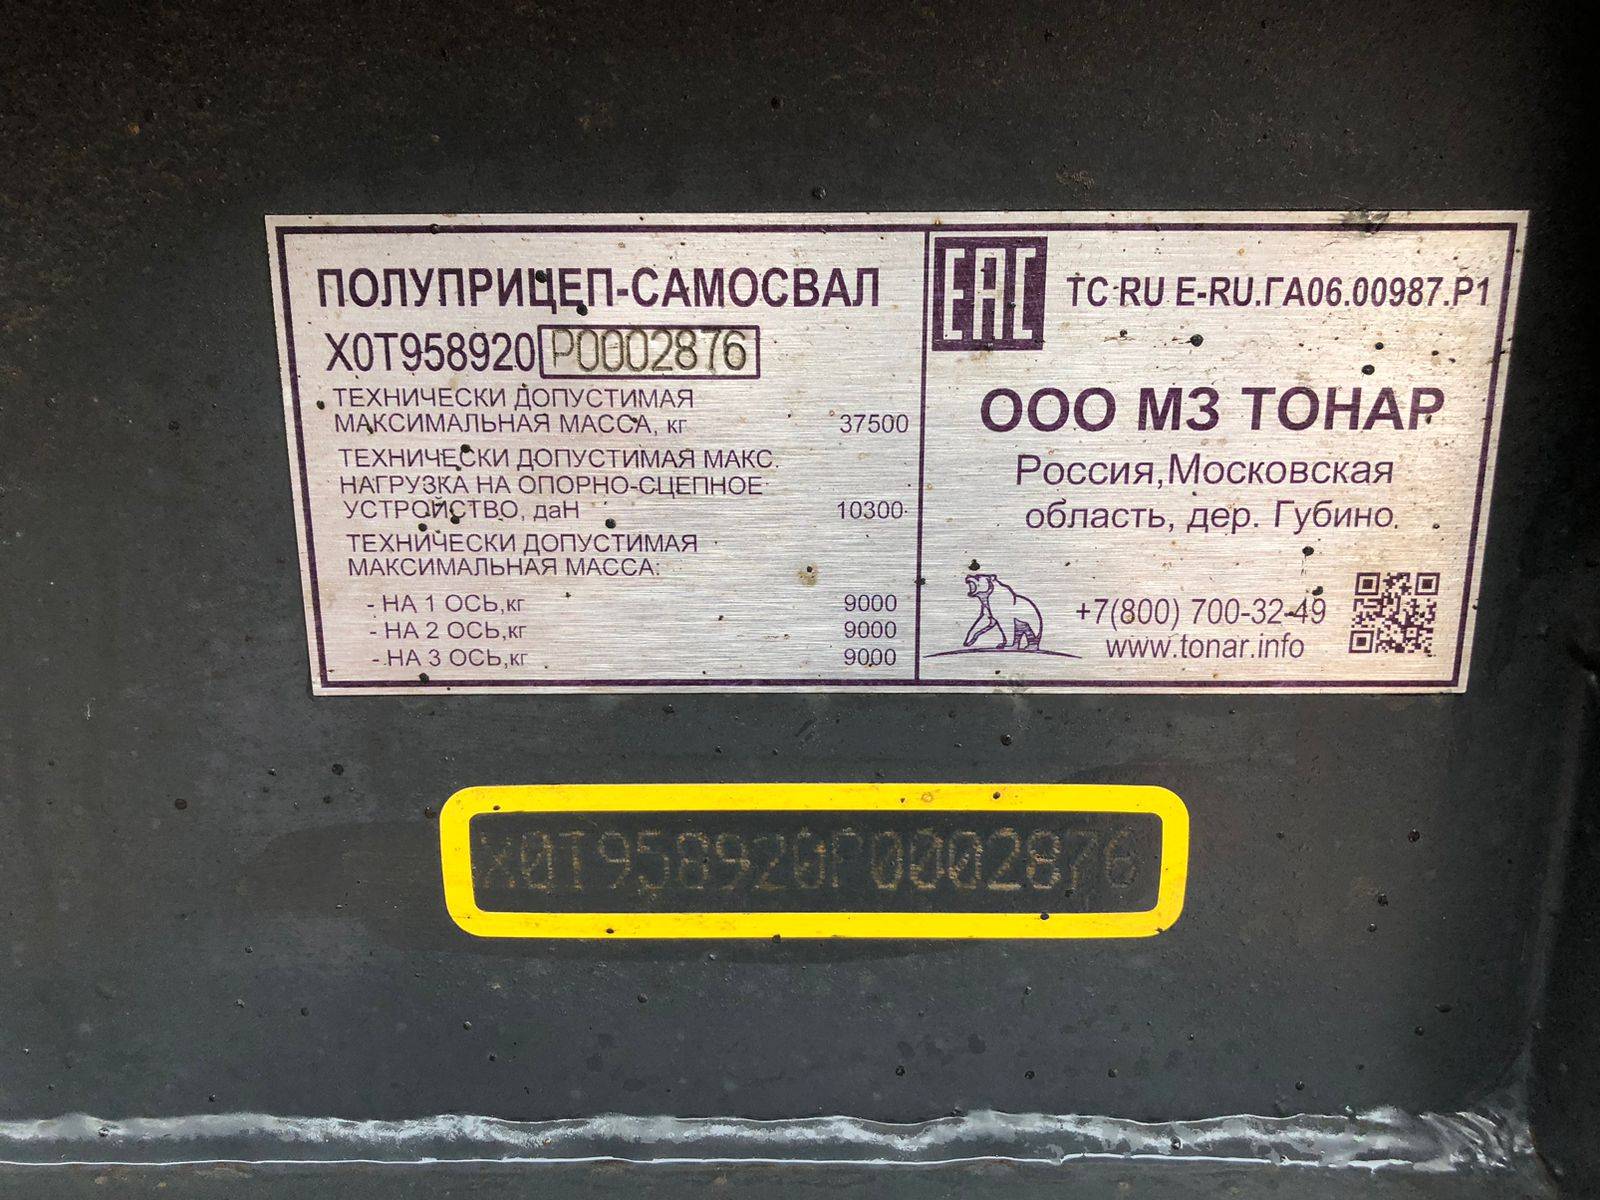 ПОЛУПРИЦЕП-САМОСВАЛ
X0T958920 P0002876
ТЕХНИЧЕСКИ ДОПУСТИМАЯ
МАКСИМАЛЬНАЯ МАССА, кг 37500
ТЕХНИЧЕСКИ ДОПУСТИМАЯ МАКС.
НАГРУЗКА НА ОПОРНО-СЦЕПНОЕ
УСТРОЙСТВО, даН 10300
ТЕХНИЧЕСКИ ДОПУСТИМАЯ
МАКСИМАЛЬНАЯ МАССА:
- НА 1 ОСЬ,кг 9000
- НА 2 ОСЬ,кг 9000
- НА 3 ОСЬ,кг 9000
EAC ТС RU E-RU.ГА06.00987.P1
ООО МЗ ТОНАР
Россия,Московская
область, дер. Губино.
+7(800) 700-32-49
www.tonar.info
X0T958920P0002876